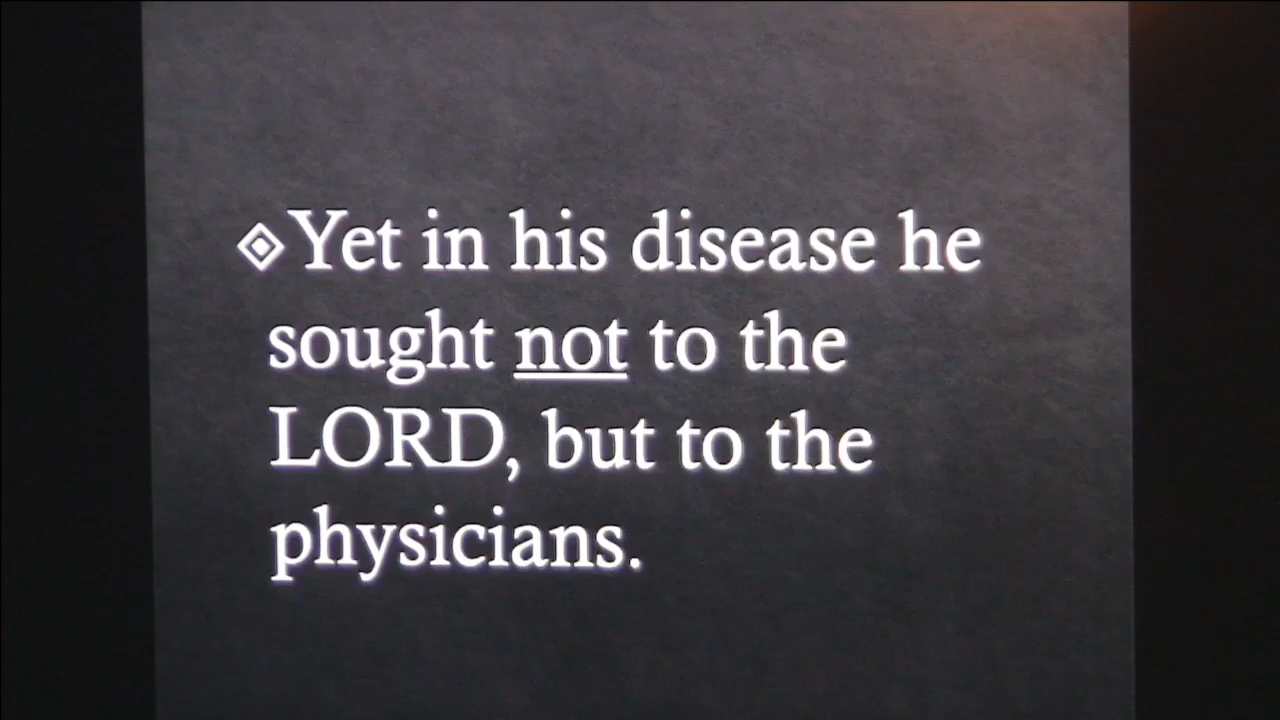 Yet in his disease he
sought not to the
LORD, but to the
physicians.